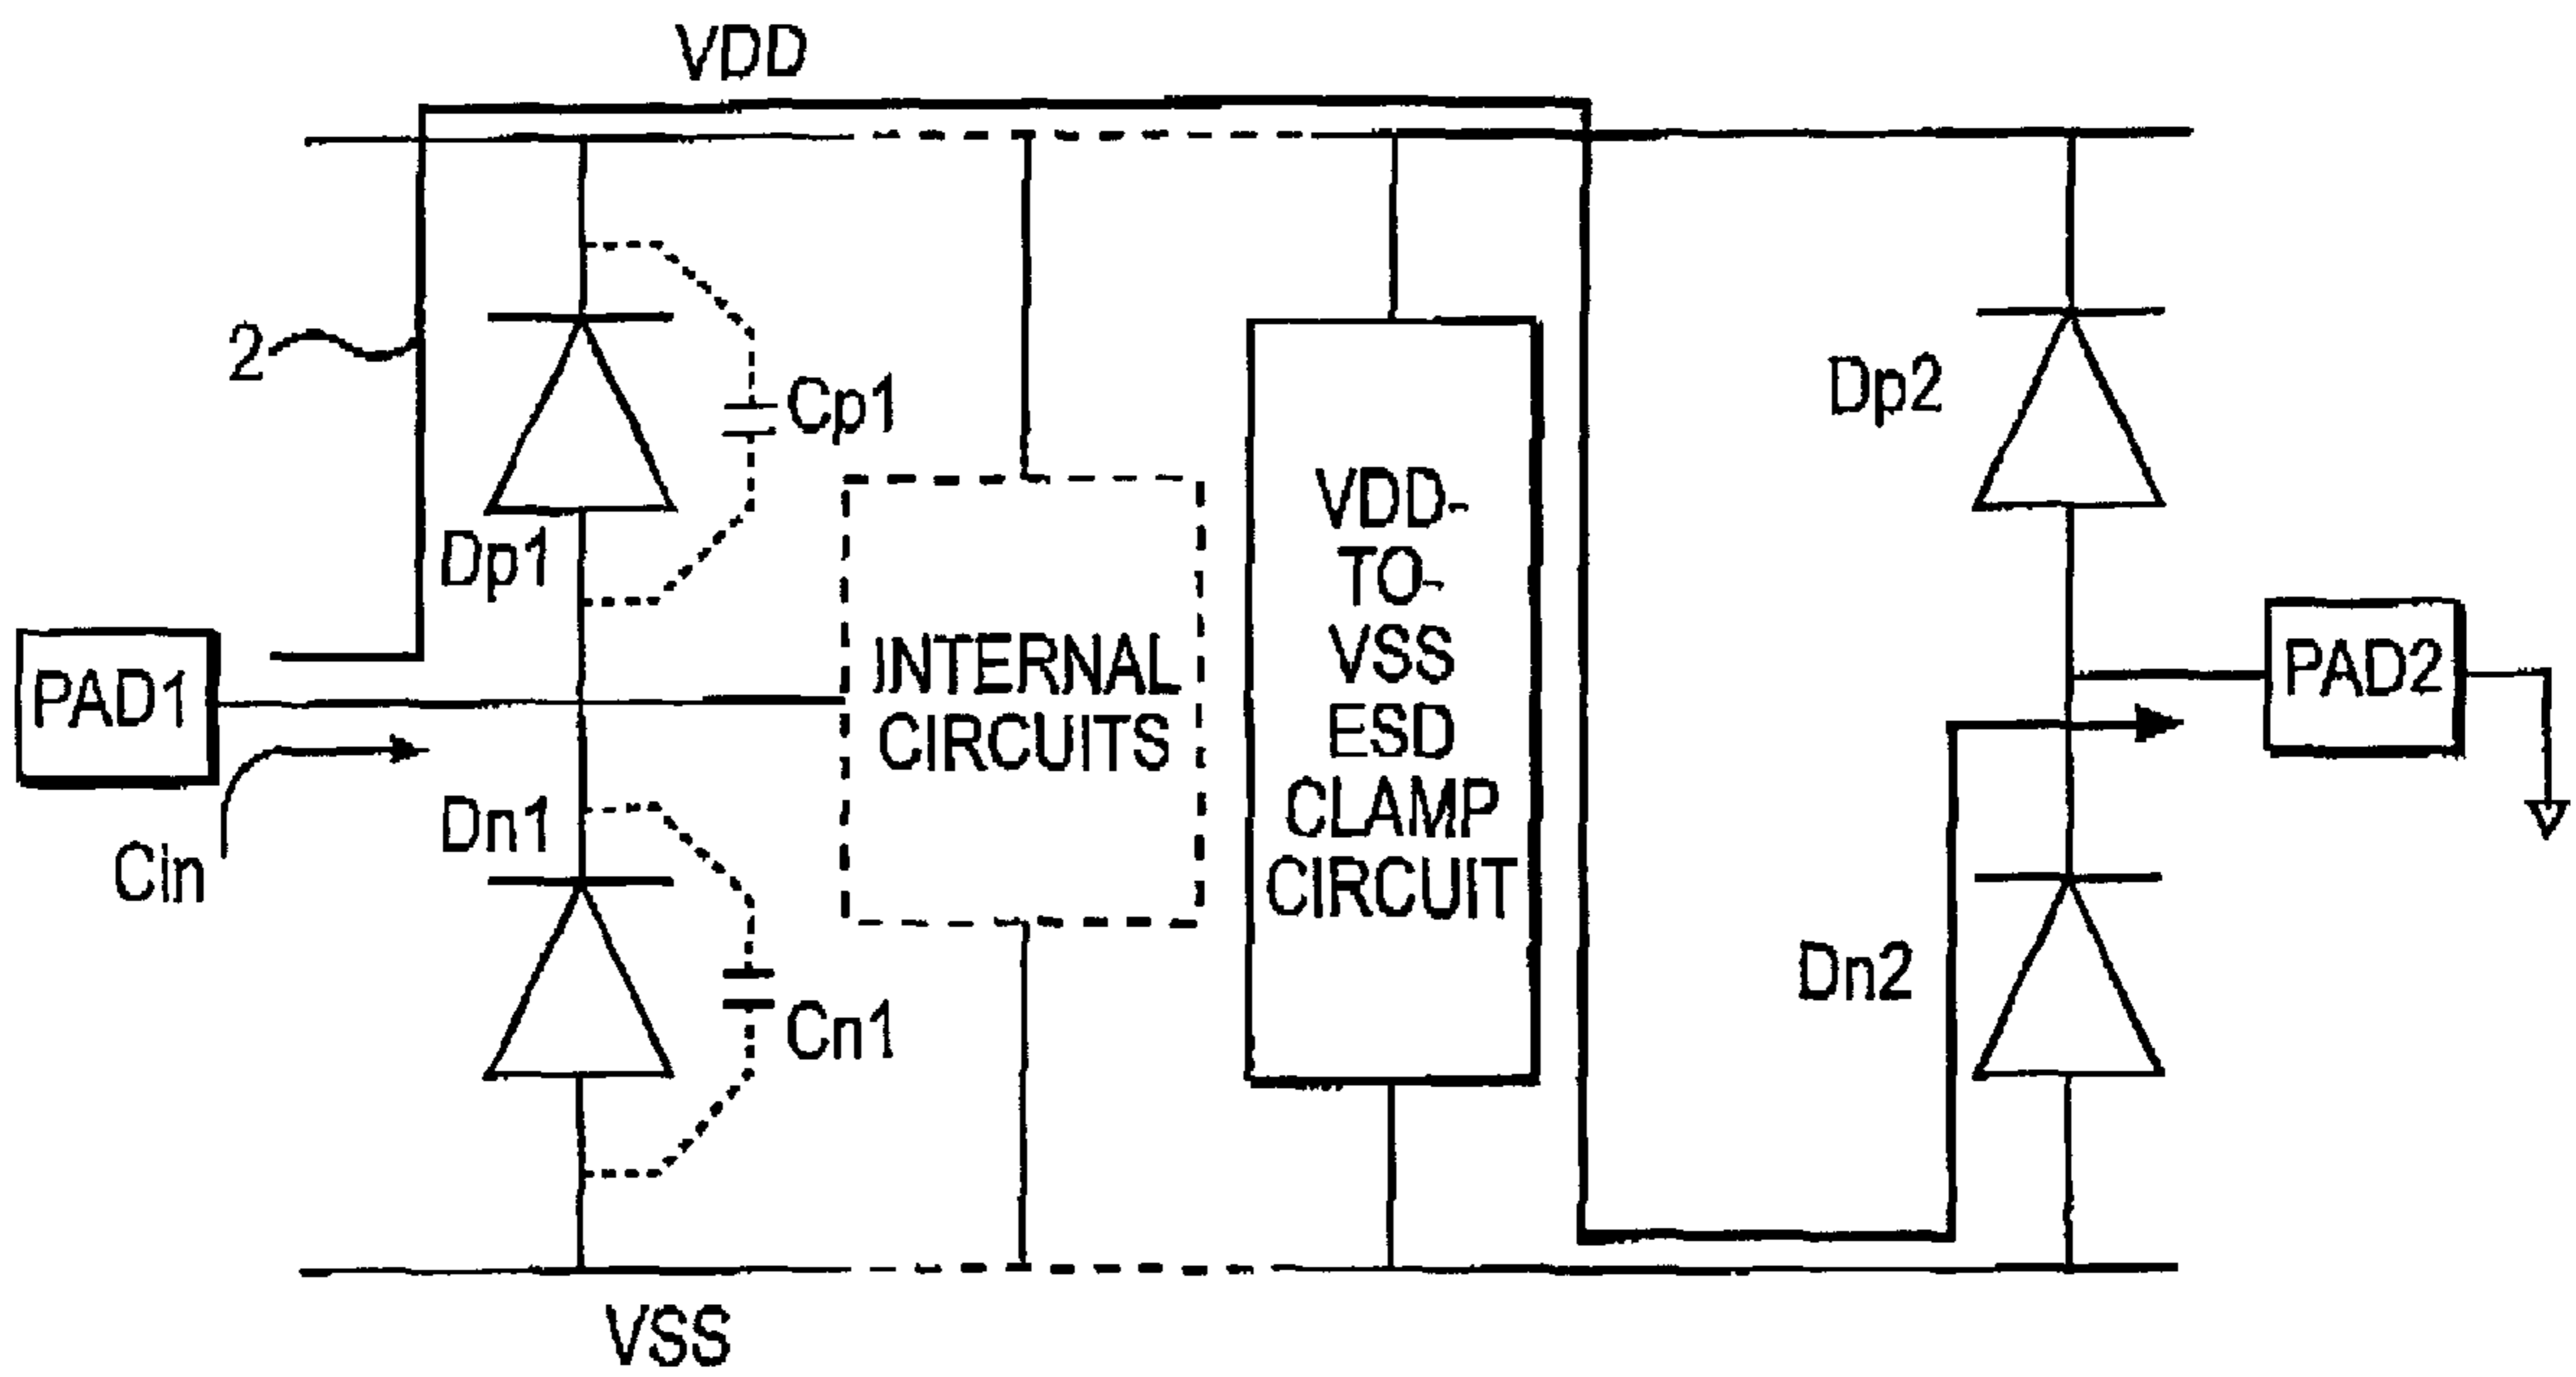 VDD
2
Cp1
Dp1
Dp2
VDD-
TO-
VSS
ESD
CLAMP
CIRCUIT
INTERNAL
CIRCUITS
PAD1
PAD2
Dn1
Cin
Cn1
Dn2
VSS